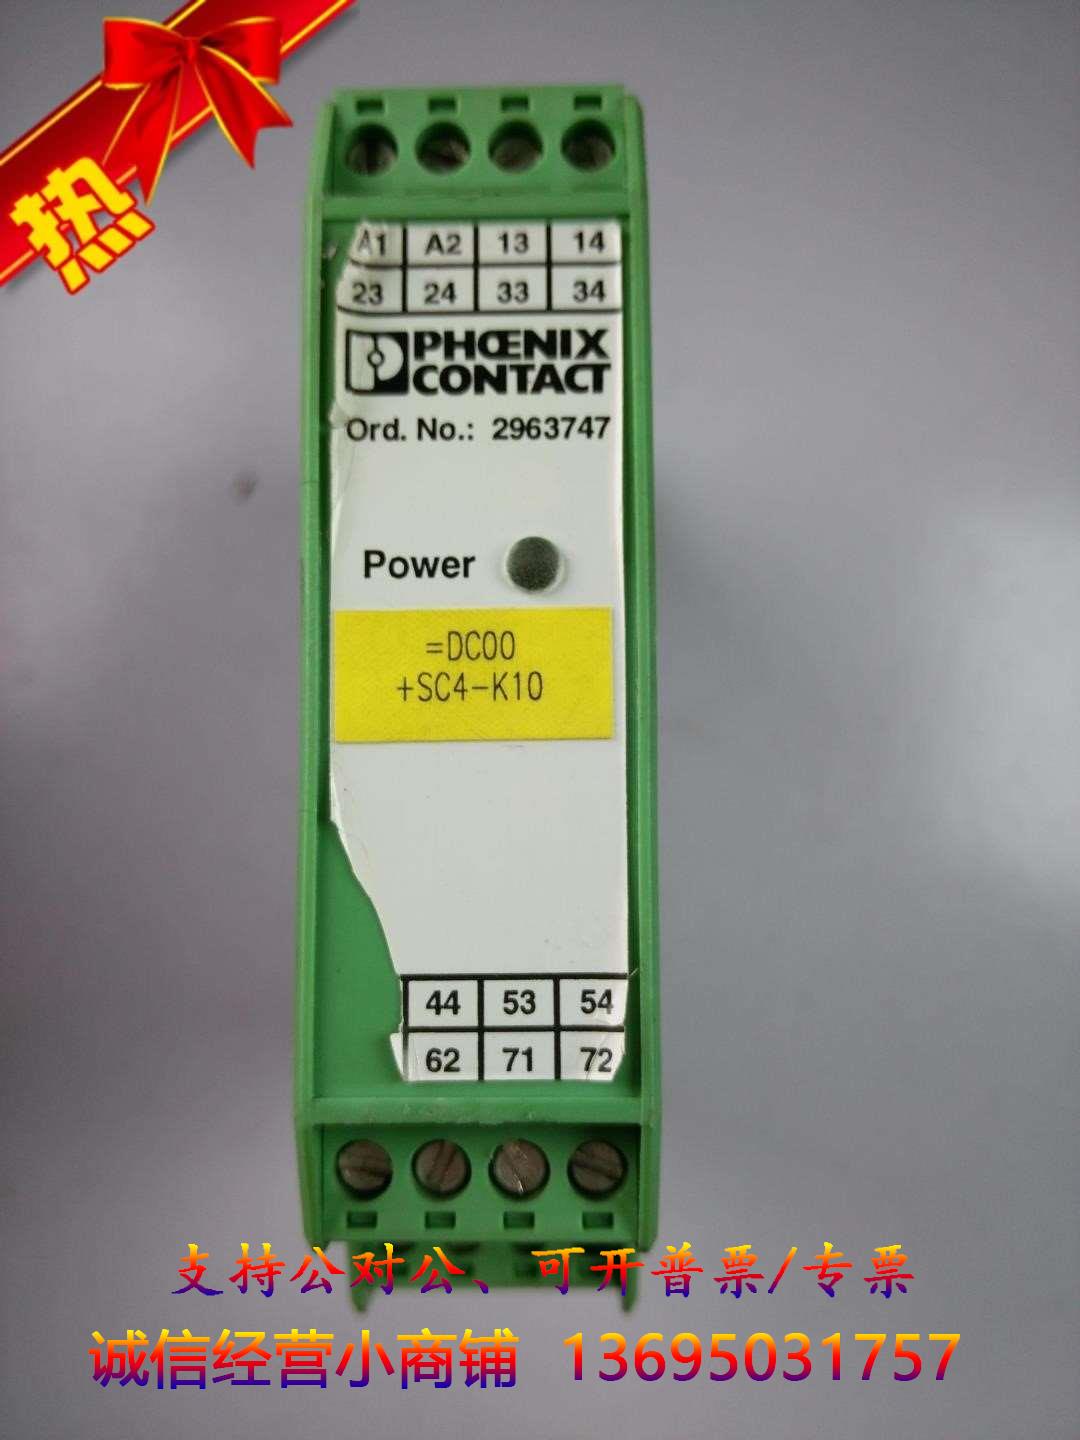 热
A1 A2 13 14
23 24 33 34
PHŒNIX
CONTACT
Ord. No.: 2963747
Power
=DC00
+SC4-K10
44 53 54
62 71 72
支持公对公、可开普票/专票
诚信经营小商铺 13695031757